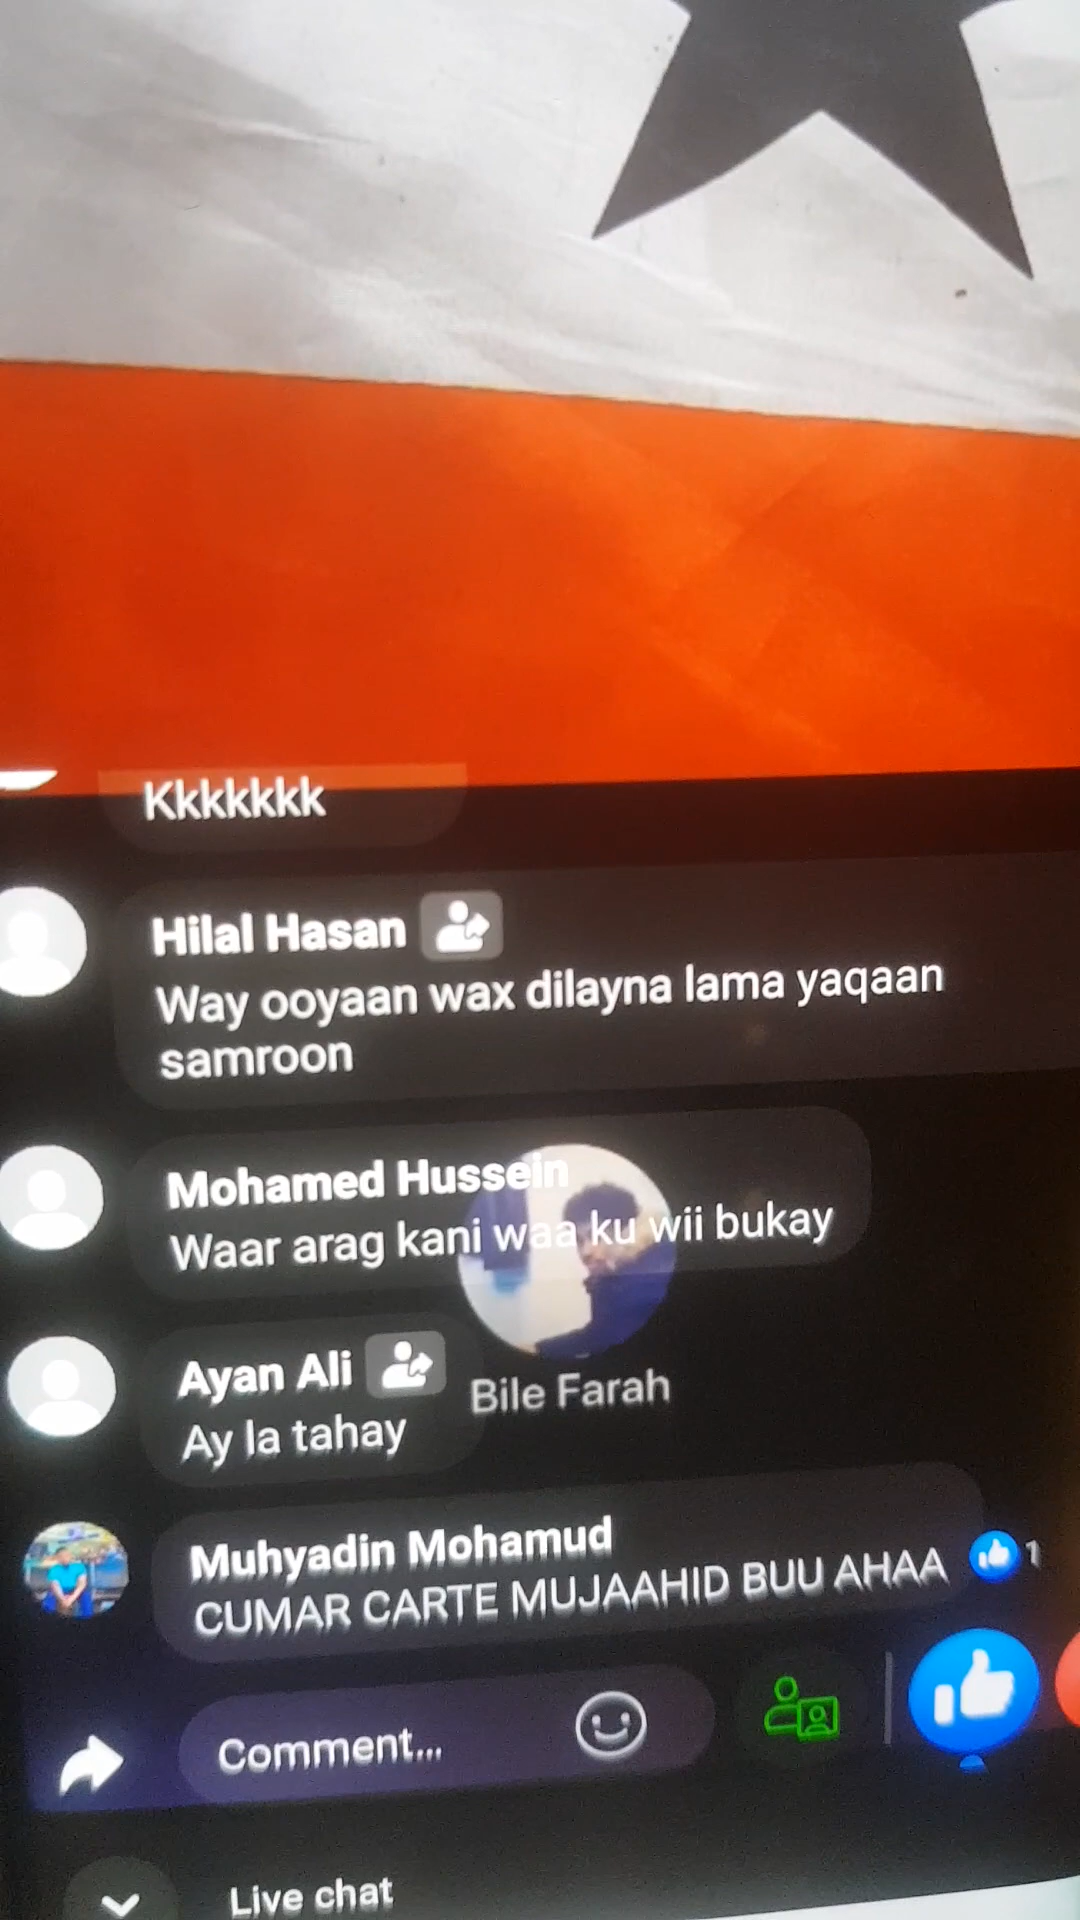 Kkkkkkk
Hilal Hasan
Way ooyaan wax dilayna lama yaqaan
samroon
Mohamed Hussein
Waar arag kani waa ku wii bukay
Ayan Ali
Ay la tahay
Bile Farah
Muhyadin Mohamud
CUMAR CARTE MUJAAHID BUU AHAA
1
Comment...
Live chat